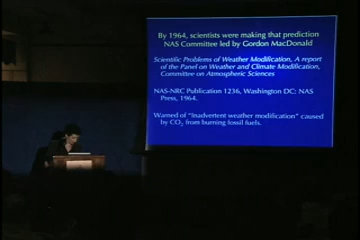 By 1964, scientists were making that prediction
NAS Committee led by Gordon MacDonald
Scientific Problems of Weather Modification, A report
of the Panel on Weather and Climate Modification,
Committee on Atmospheric Sciences
NAS-NRC Publication 1236, Washington DC: NAS
Press, 1964.
Warned of "Inadvertent weather modification" caused
by CO2 from burning fossil fuels.